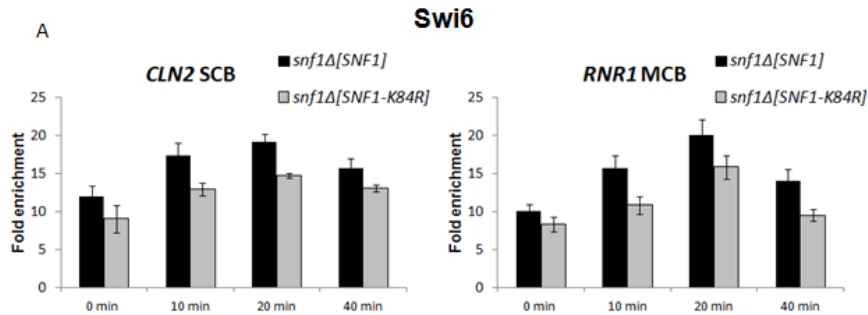 Swi6
A
CLN2 SCB
snf1Δ[SNF1]
snf1Δ[SNF1-K84R]
Fold enrichment
25
20
15
10
5
0
0 min
10 min
20 min
40 min
RNR1 MCB
snf1Δ[SNF1]
snf1Δ[SNF1-K84R]
Fold enrichment
25
20
15
10
5
0
0 min
10 min
20 min
40 min